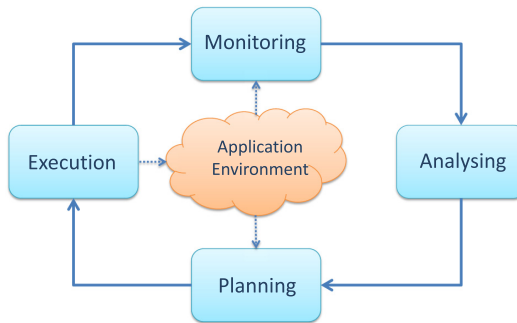 Monitoring
Execution
Application
Environment
Analysing
Planning